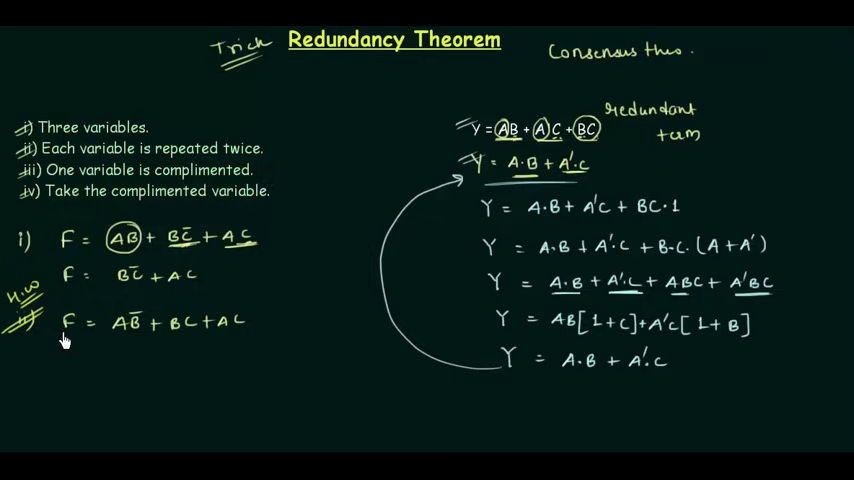 Trick Redundancy Theorem Consensus theo.
i) Three variables.
ii) Each variable is repeated twice.
iii) One variable is complimented.
iv) Take the complimented variable.
i) F = AB + BC̅ + AC
F = BC̅ + AC
H.W
ii) F = AB̅ + BC + AC
Y = AB + A'C + BC redundant term
Y = A·B + A'·C
Y = A·B + A'C + BC·1
Y = A·B + A'·C + B·C·(A + A')
Y = A·B + A'·C + ABC + A'BC
Y = AB[1+C]+A'C[1+B]
Y = A·B + A'·C